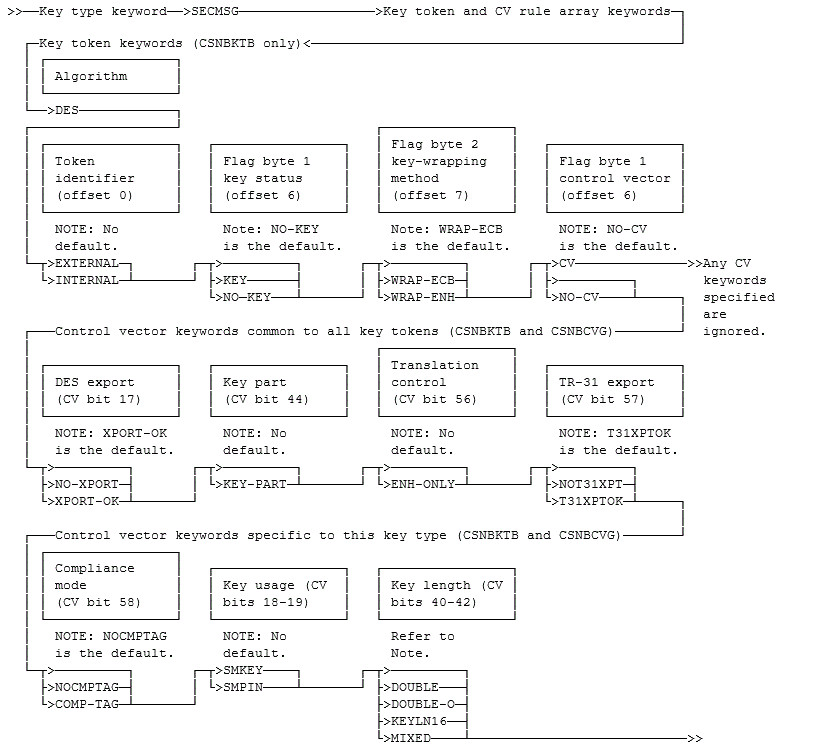 >>─Key type keyword─>SECMSG >Key token and CV rule array keywords
Key token keywords (CSNBKTB only)<
Algorithm
>DES
Token identifier (offset 0)
Flag byte 1 key status (offset 6)
Flag byte 2 key-wrapping method (offset 7)
Flag byte 1 control vector (offset 6)
NOTE: No default.
Note: NO-KEY is the default.
Note: WRAP-ECB is the default.
NOTE: NO-CV is the default.
>EXTERNAL
>INTERNAL
>
>KEY
>NO-KEY
>
>WRAP-ECB
>WRAP-ENH
>CV
>
>NO-CV
>>Any CV
keywords
specified
are
ignored.
Control vector keywords common to all key tokens (CSNBKTB and CSNBCVG)
DES export (CV bit 17)
Key part (CV bit 44)
Translation control (CV bit 56)
TR-31 export (CV bit 57)
NOTE: XPORT-OK is the default.
NOTE: No default.
NOTE: No default.
NOTE: T31XPTOK is the default.
>
>NO-XPORT
>XPORT-OK
>
>KEY-PART
>
>ENH-ONLY
>
>NOT31XPT
>T31XPTOK
Control vector keywords specific to this key type (CSNBKTB and CSNBCVG)
Compliance mode (CV bit 58)
Key usage (CV bits 18-19)
Key length (CV bits 40-42)
NOTE: NOCMPTAG is the default.
NOTE: No default.
Refer to Note.
>
>NOCMPTAG
>COMP-TAG
>SMKEY
>SMPIN
>
>DOUBLE
>DOUBLE-O
>KEYLN16
>MIXED
>>